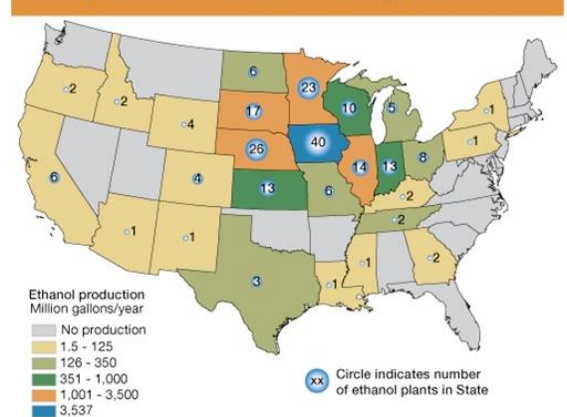 6
23
2
2
10
5
17
1
4
26
40
1
8
14
13
6
4
13
6
2
2
1
1
3
1
2
1
Ethanol production
Million gallons/year
No production
1.5 - 125
126 - 350
351 - 1,000
1,001 - 3,500
3,537
xx
Circle indicates number
of ethanol plants in State